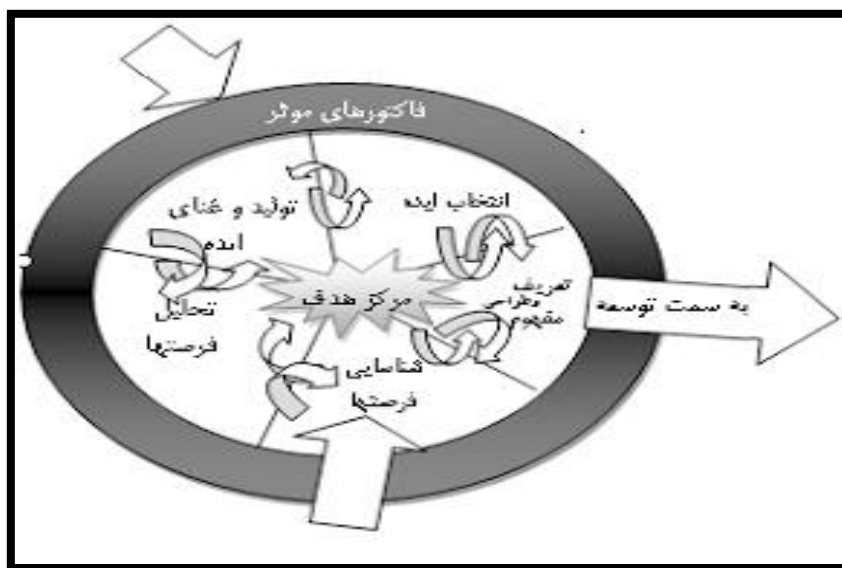 فاکتورهای موثر
تولید و غنای
ایده
انتخاب ایده
تعریف
وطراحی
مفهوم
مرکز هدف
به سمت توسعه
تحلیل
فرصتها
شناسایی
فرصتها